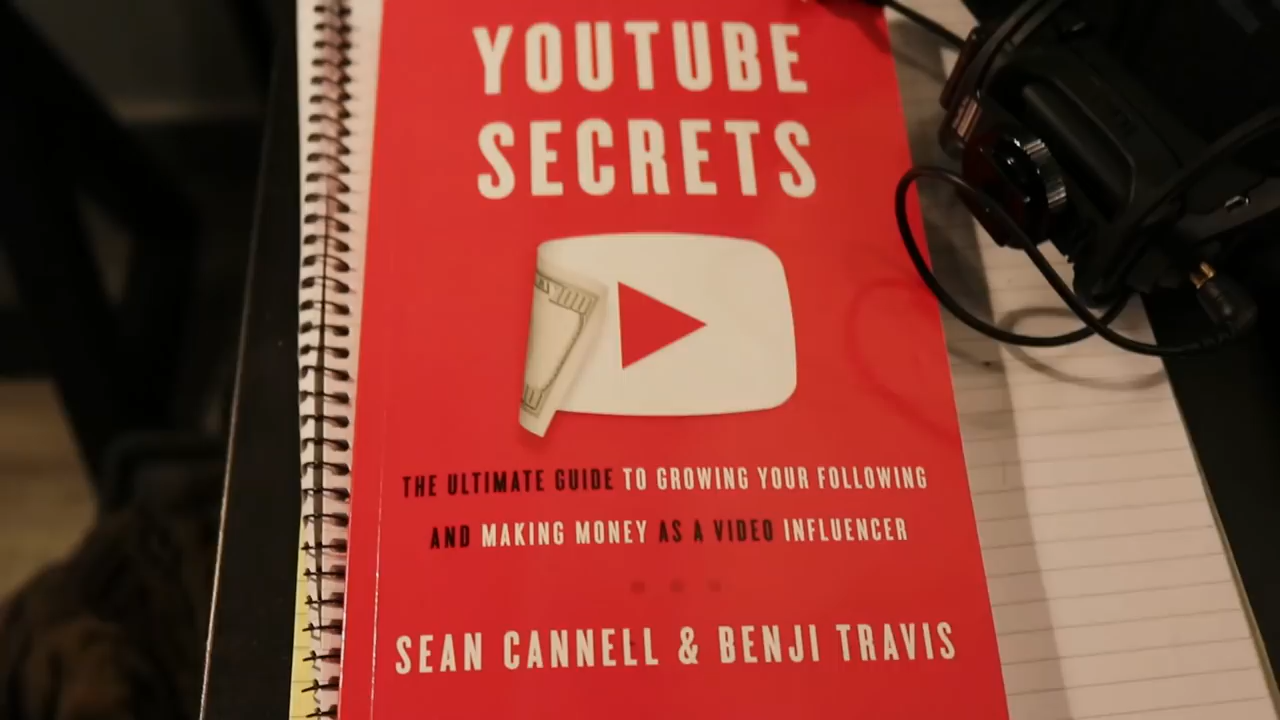 YOUTUBE
SECRETS
THE ULTIMATE GUIDE TO GROWING YOUR FOLLOWING
AND MAKING MONEY AS A VIDEO INFLUENCER
SEAN CANNELL & BENJI TRAVIS